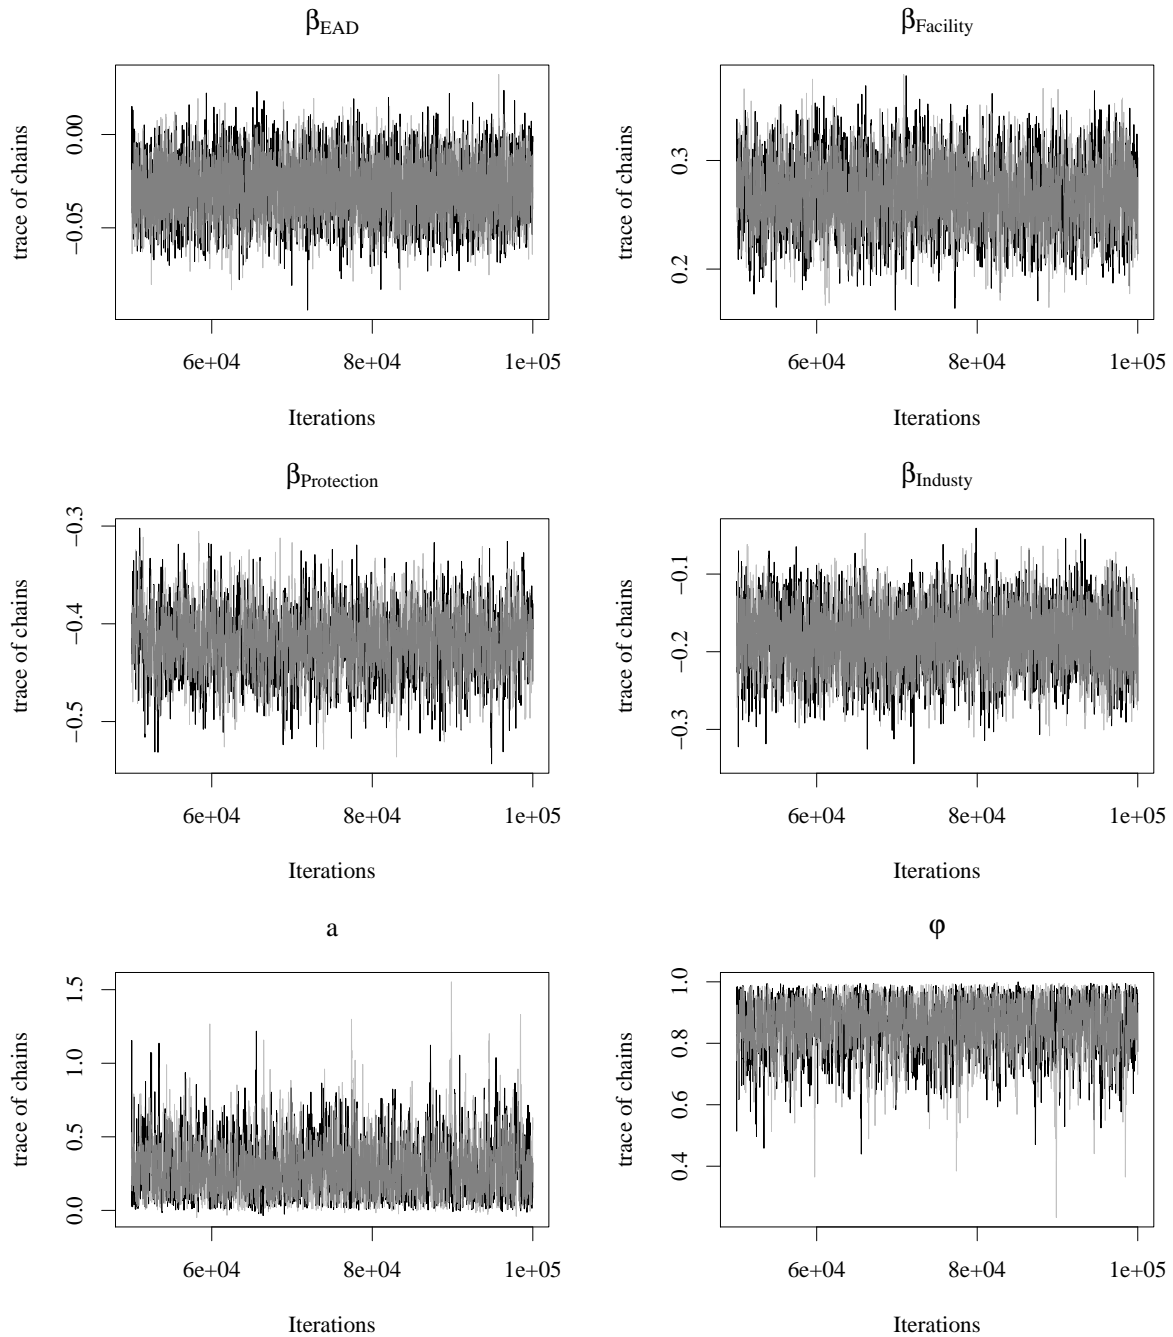 βEAD
trace of chains
0.00
−0.05
6e+04 8e+04 1e+05
Iterations
βFacility
trace of chains
0.3
0.2
6e+04 8e+04 1e+05
Iterations
βProtection
trace of chains
−0.3
−0.4
−0.5
6e+04 8e+04 1e+05
Iterations
βIndusty
trace of chains
−0.1
−0.2
−0.3
6e+04 8e+04 1e+05
Iterations
a
trace of chains
1.5
1.0
0.5
0.0
6e+04 8e+04 1e+05
Iterations
φ
trace of chains
1.0
0.8
0.6
0.4
6e+04 8e+04 1e+05
Iterations